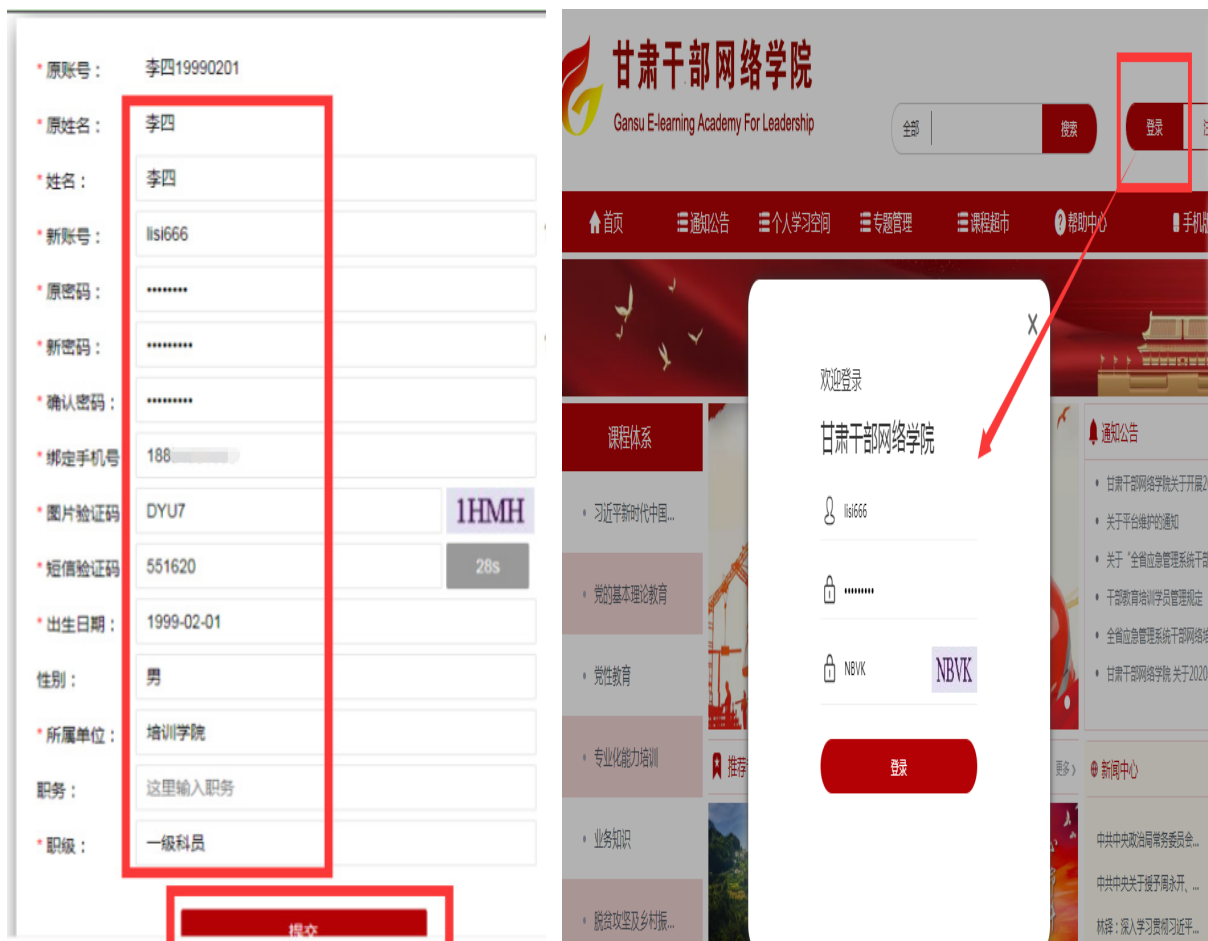 * 原账号： 李四19990201
* 原姓名： 李四
* 姓名： 李四
* 新账号： lisi666
* 原密码： ••••••••
* 新密码： •••••••••
* 确认密码： •••••••••
* 绑定手机号 188
* 图片验证码 DYU7 1HMH
* 短信验证码 551620 28s
* 出生日期： 1999-02-01
性别： 男
* 所属单位： 培训学院
职务： 这里输入职务
* 职级： 一级科员
提交
甘肃干部网络学院
Gansu E-learning Academy For Leadership
全部 搜索 登录
首页 通知公告 个人学习空间 专题管理 课程超市 帮助中心 手机版
课程体系
• 习近平新时代中国...
• 党的基本理论教育
• 党性教育
• 专业化能力培训
• 业务知识
• 脱贫攻坚及乡村振...
X
欢迎登录
甘肃干部网络学院
lisi666
•••••••••
NBVK NBVK
登录
推荐
更多》
通知公告
• 甘肃干部网络学院关于开展2
• 关于平台维护的通知
• 关于“全省应急管理系统干部
• 干部教育培训学员管理规定
• 全省应急管理系统干部网络培
• 甘肃干部网络学院 关于2020
新闻中心
中共中央政治局常务委员会...
中共中央关于授予周永开、...
林铎：深入学习贯彻习近平...